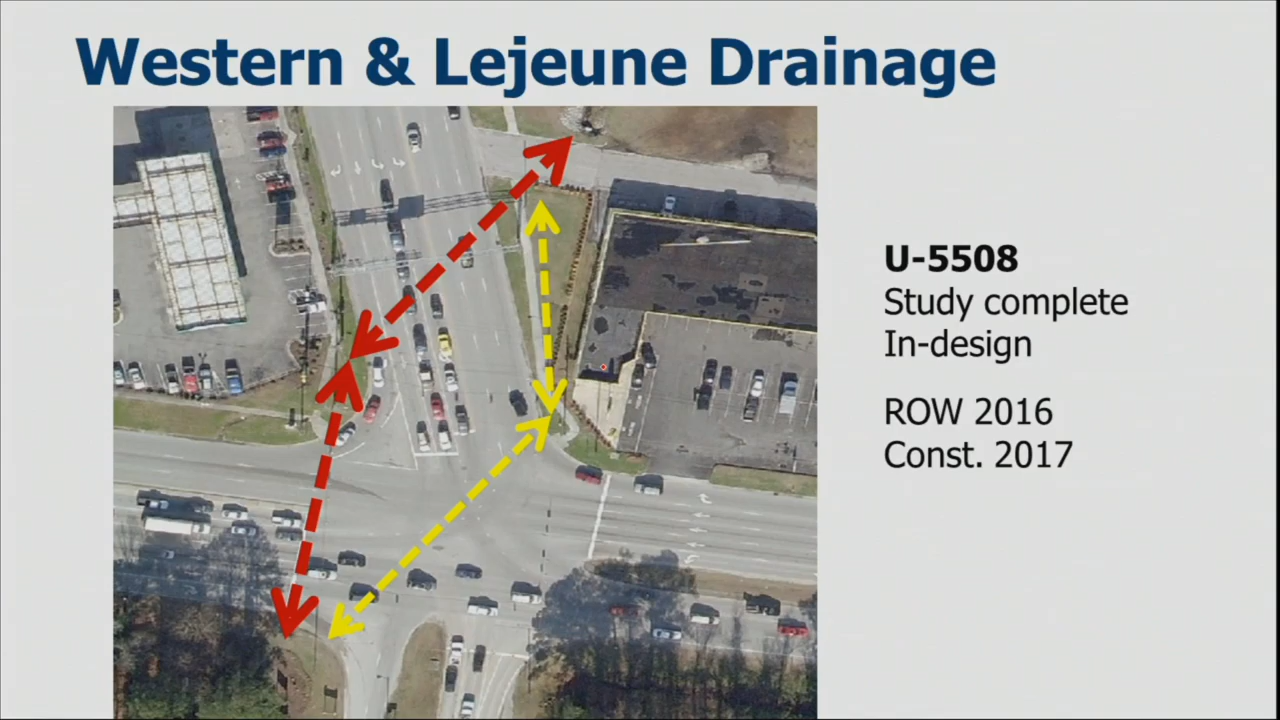 Western & Lejeune Drainage
U-5508
Study complete
In-design
ROW 2016
Const. 2017